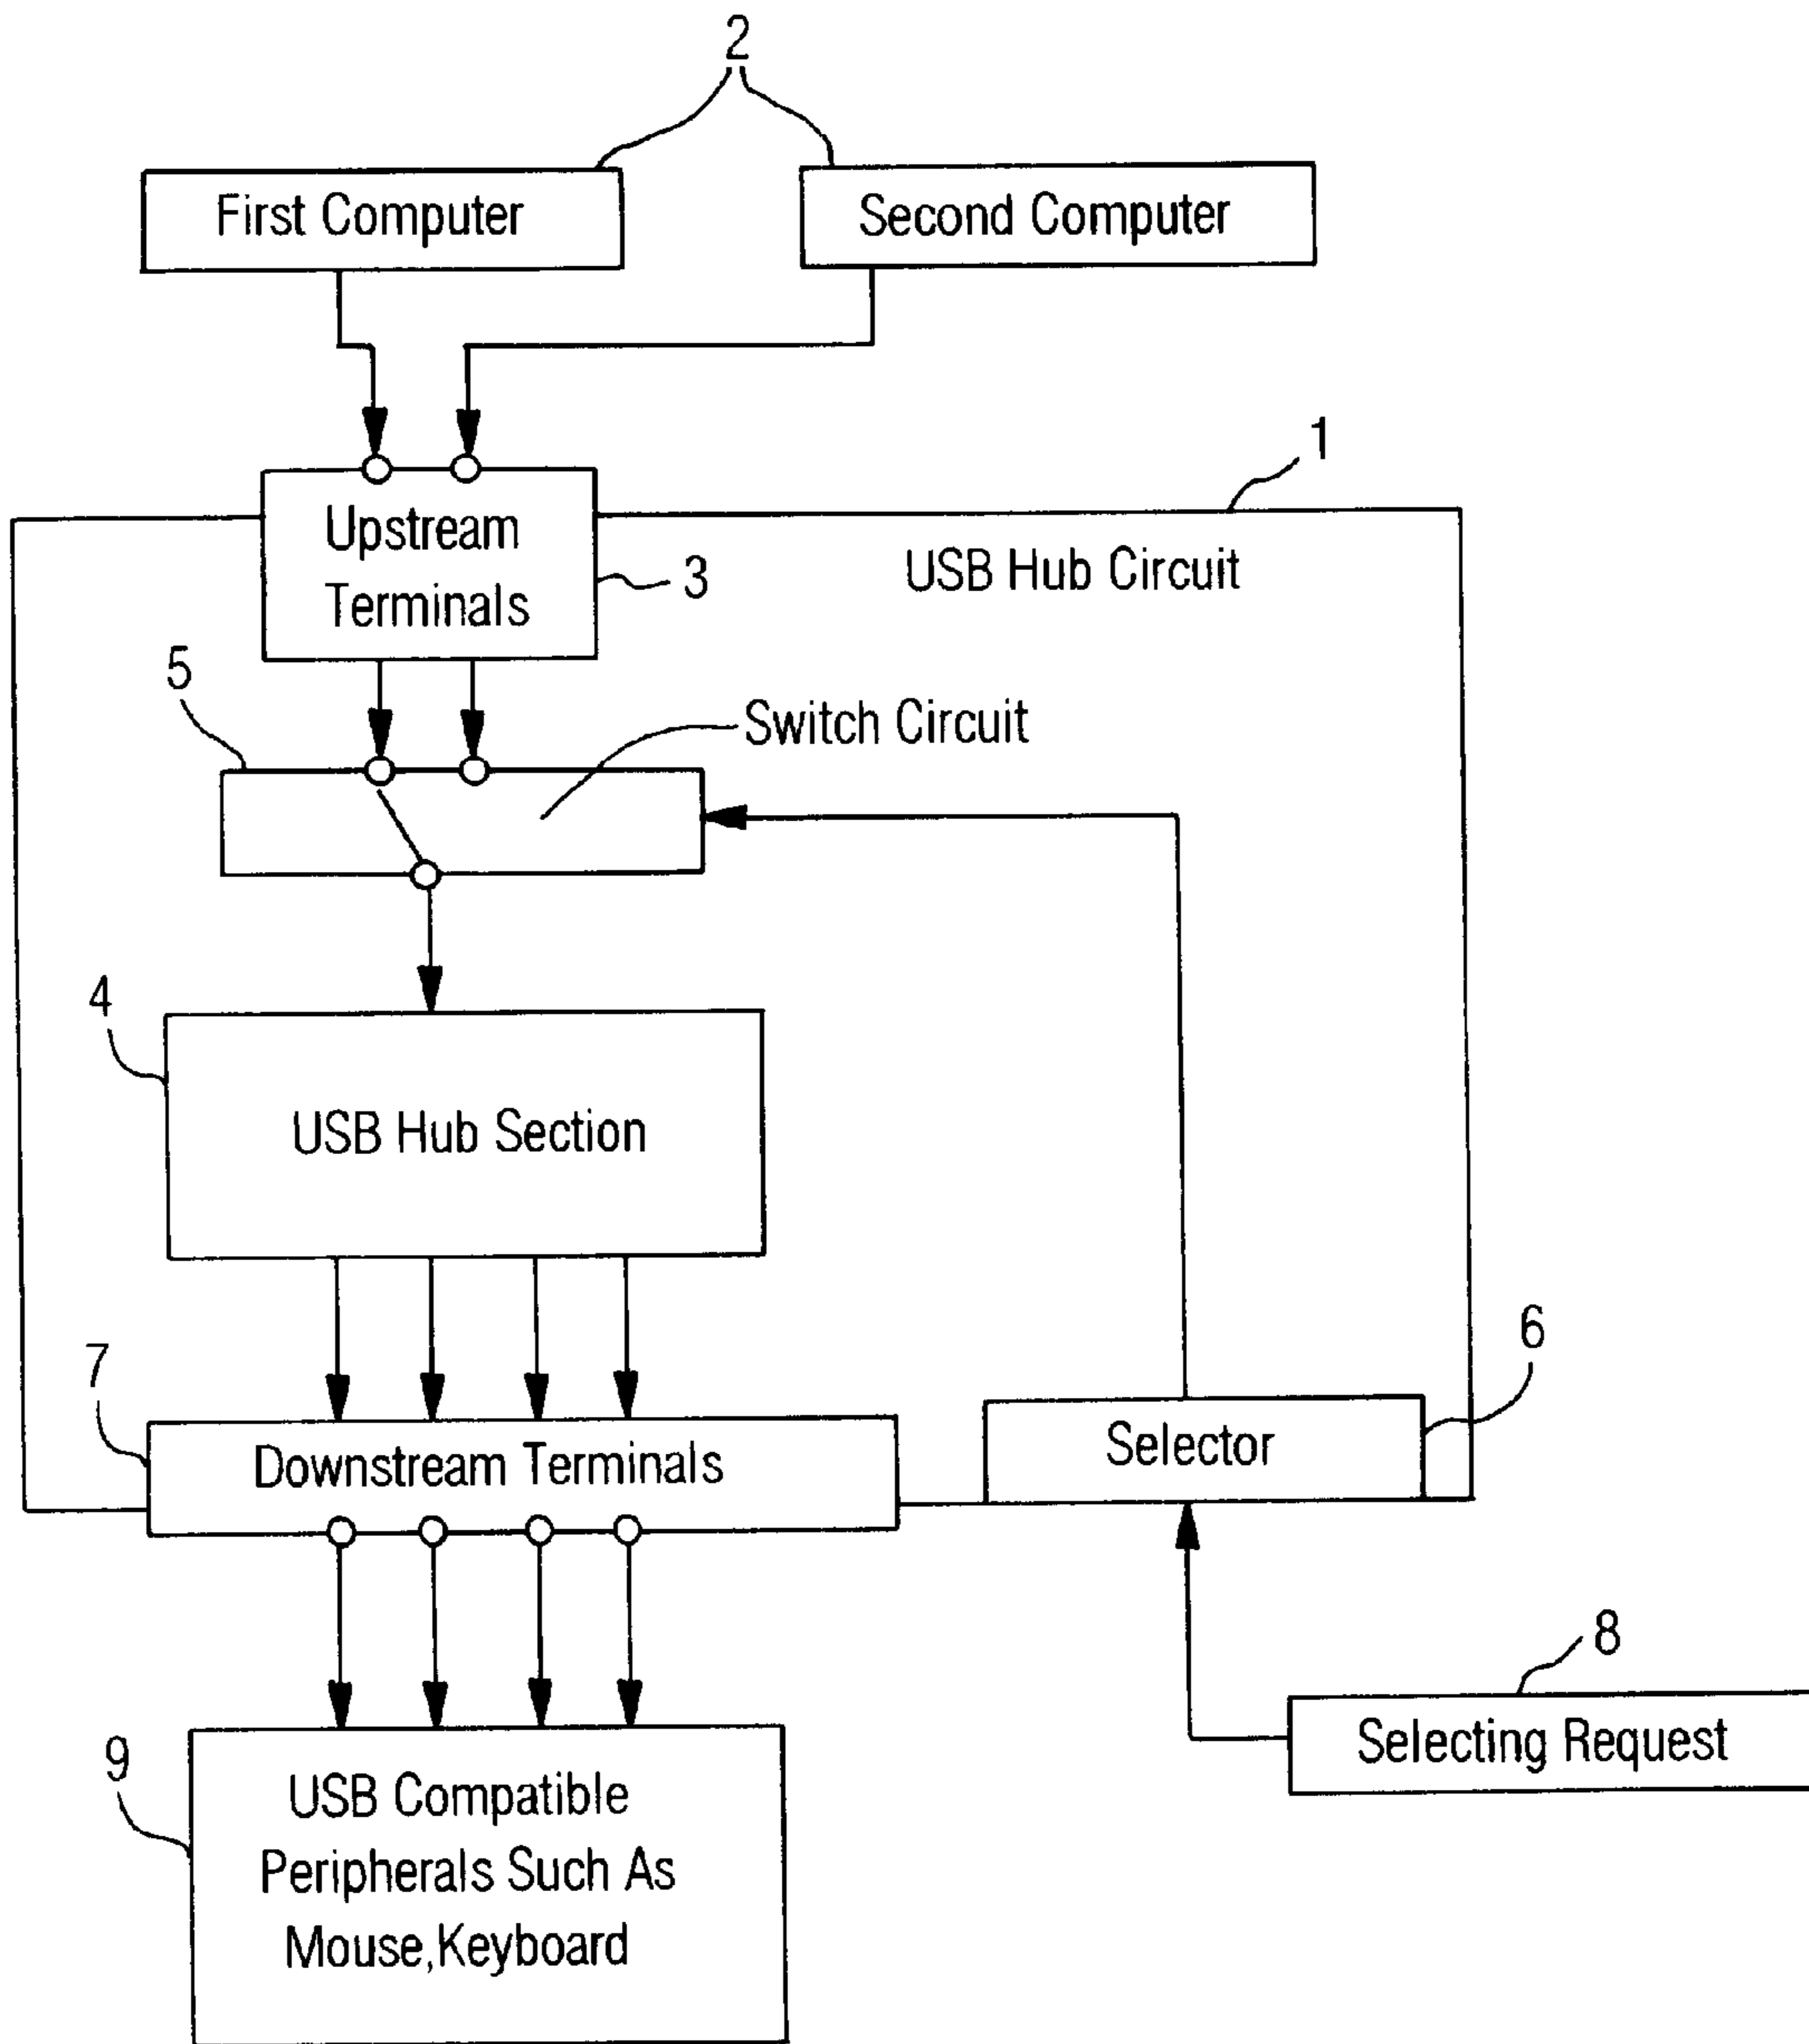 2
First Computer
Second Computer
1
Upstream
Terminals
3
USB Hub Circuit
5
Switch Circuit
4
USB Hub Section
7
Downstream Terminals
Selector
6
8
Selecting Request
9
USB Compatible
Peripherals Such As
Mouse,Keyboard